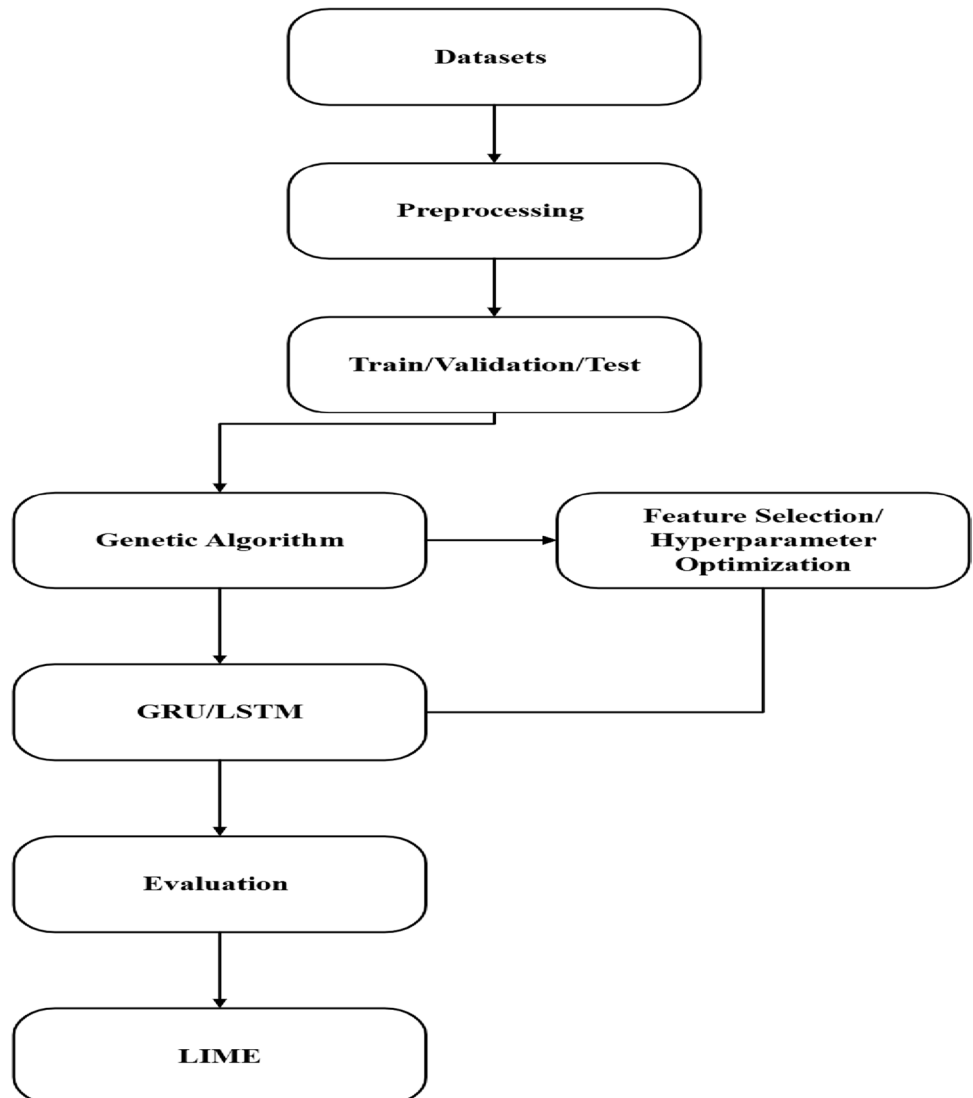 Datasets
Preprocessing
Train/Validation/Test
Genetic Algorithm
Feature Selection/
Hyperparameter
Optimization
GRU/LSTM
Evaluation
LIME